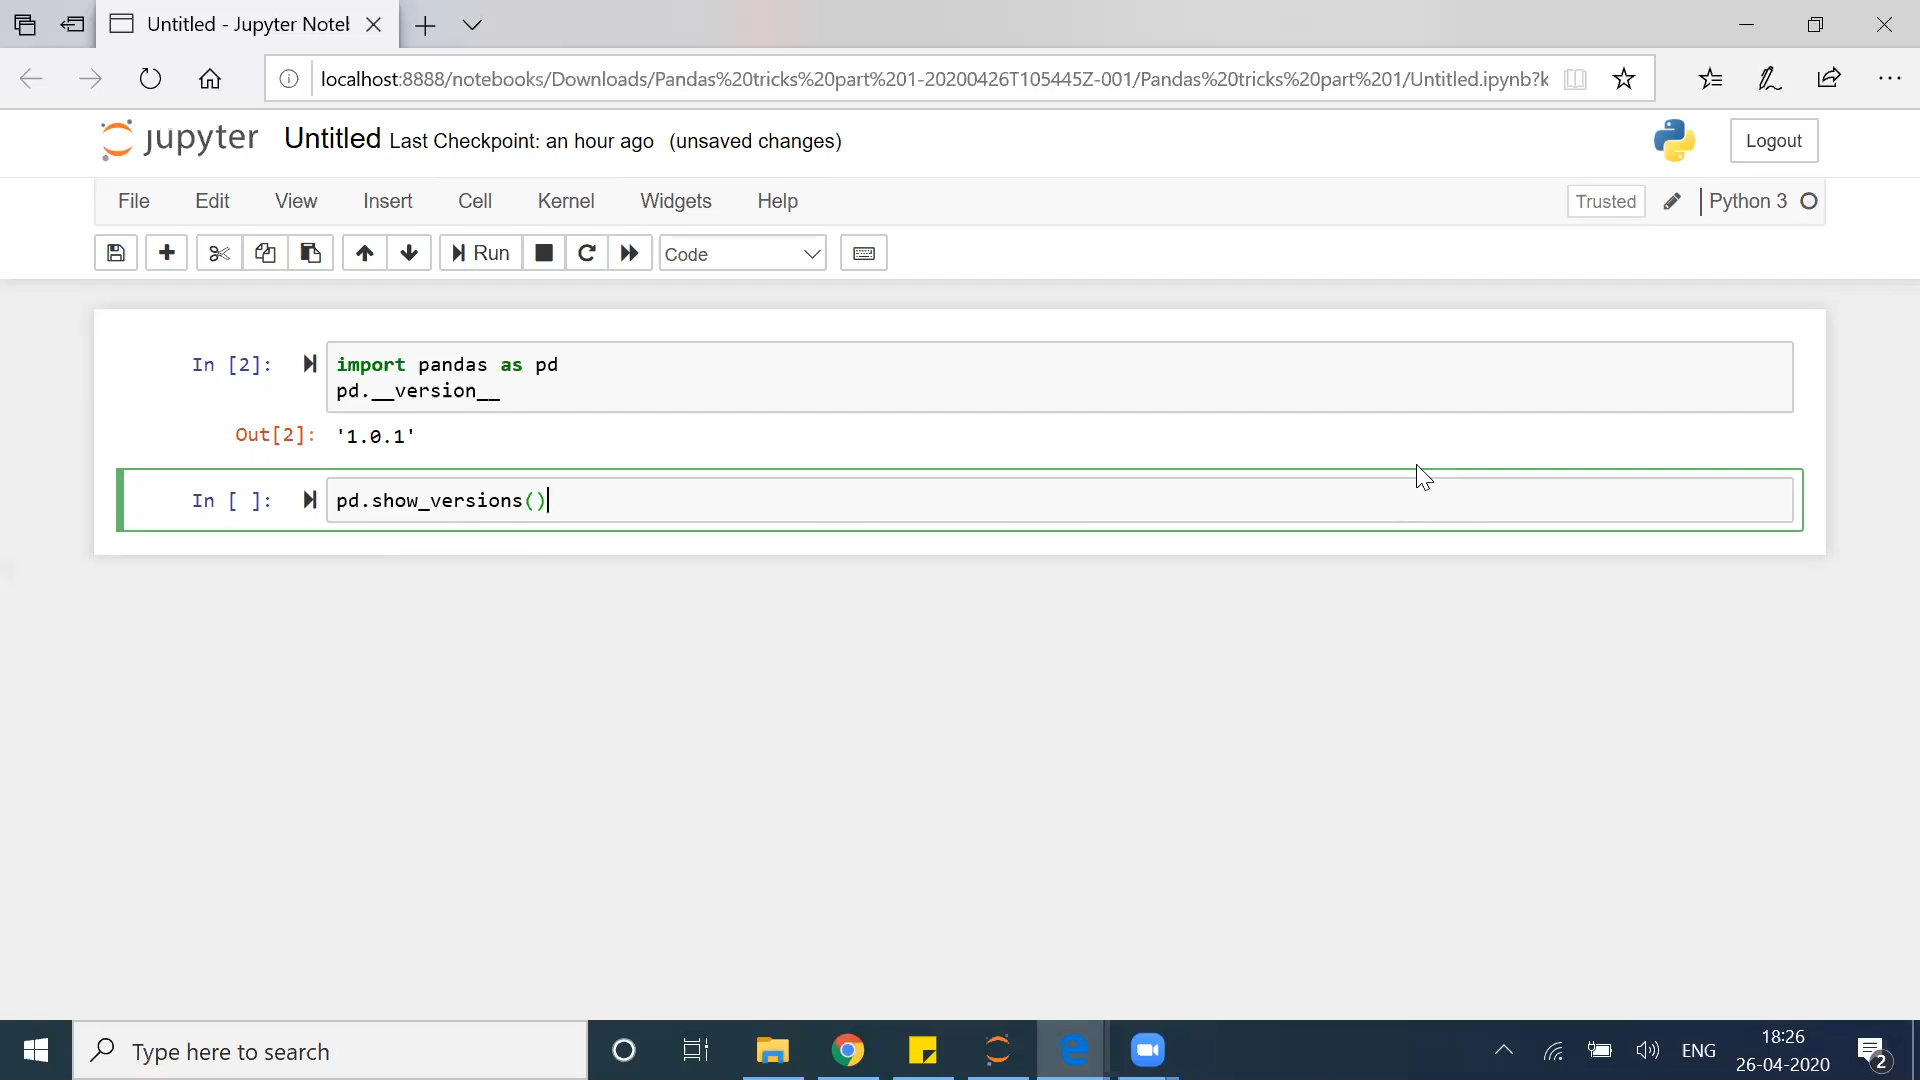 Untitled - Jupyter Notel
localhost:8888/notebooks/Downloads/Pandas%20tricks%20part%201-20200426T105445Z-001/Pandas%20tricks%20part%201/Untitled.ipynb?k
jupyter Untitled Last Checkpoint: an hour ago (unsaved changes)
Logout
File Edit View Insert Cell Kernel Widgets Help
Trusted Python 3
Run Code
In [2]: import pandas as pd
pd.__version__
Out[2]: '1.0.1'
In [ ]: pd.show_versions()
Type here to search
ENG
18:26
26-04-2020
2